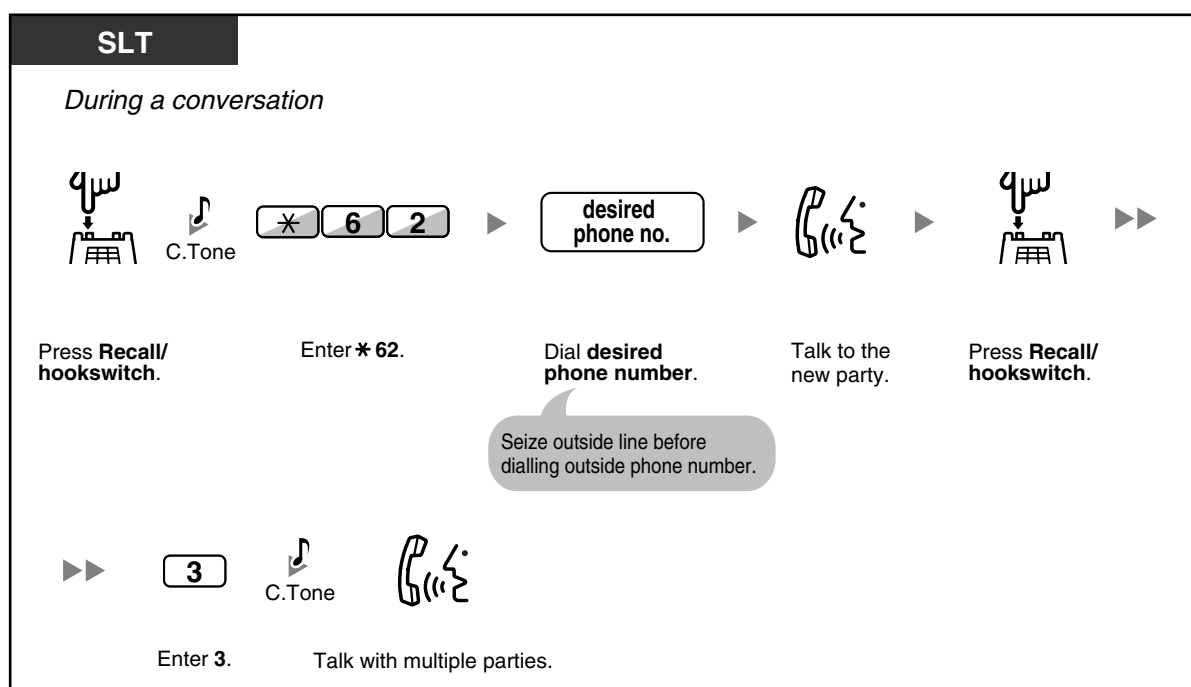 SLT
During a conversation
C.Tone
* 6 2
desired
phone no.
Press Recall/
hookswitch.
Enter * 62.
Dial desired
phone number.
Talk to the
new party.
Press Recall/
hookswitch.
Seize outside line before
dialling outside phone number.
3
C.Tone
Enter 3.
Talk with multiple parties.